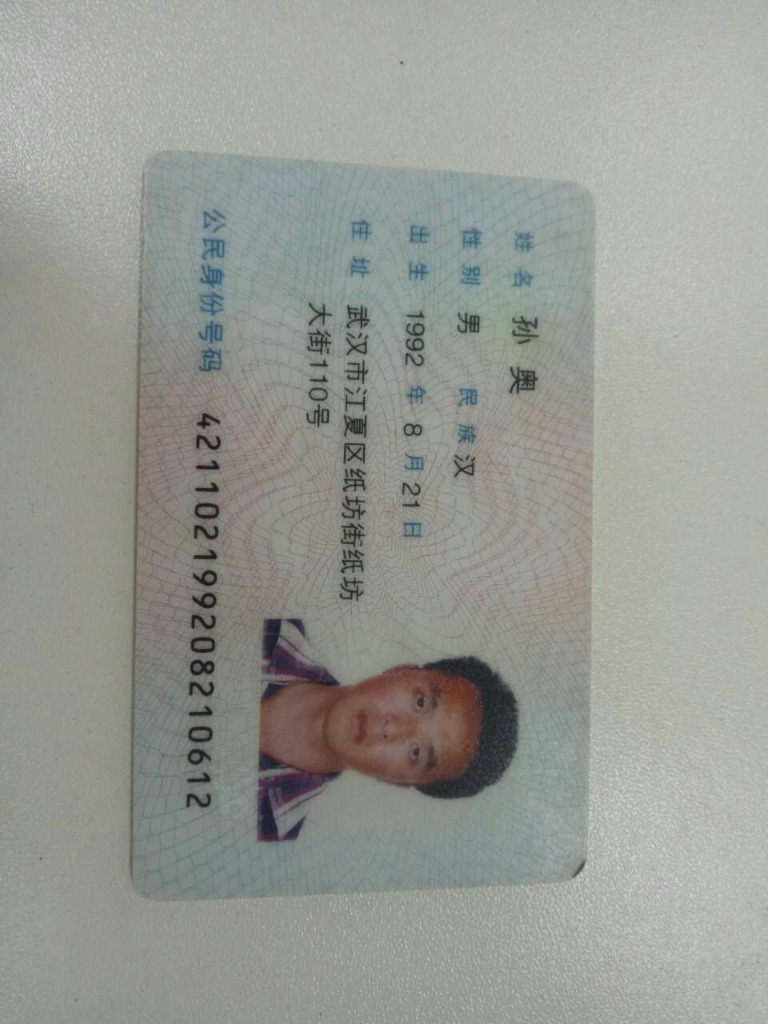 姓名 孙奥
性别 男 民族 汉
出生 1992 年 8 月 21 日
住址 武汉市江夏区纸坊街纸坊
大街110号
公民身份号码 421102199208210612